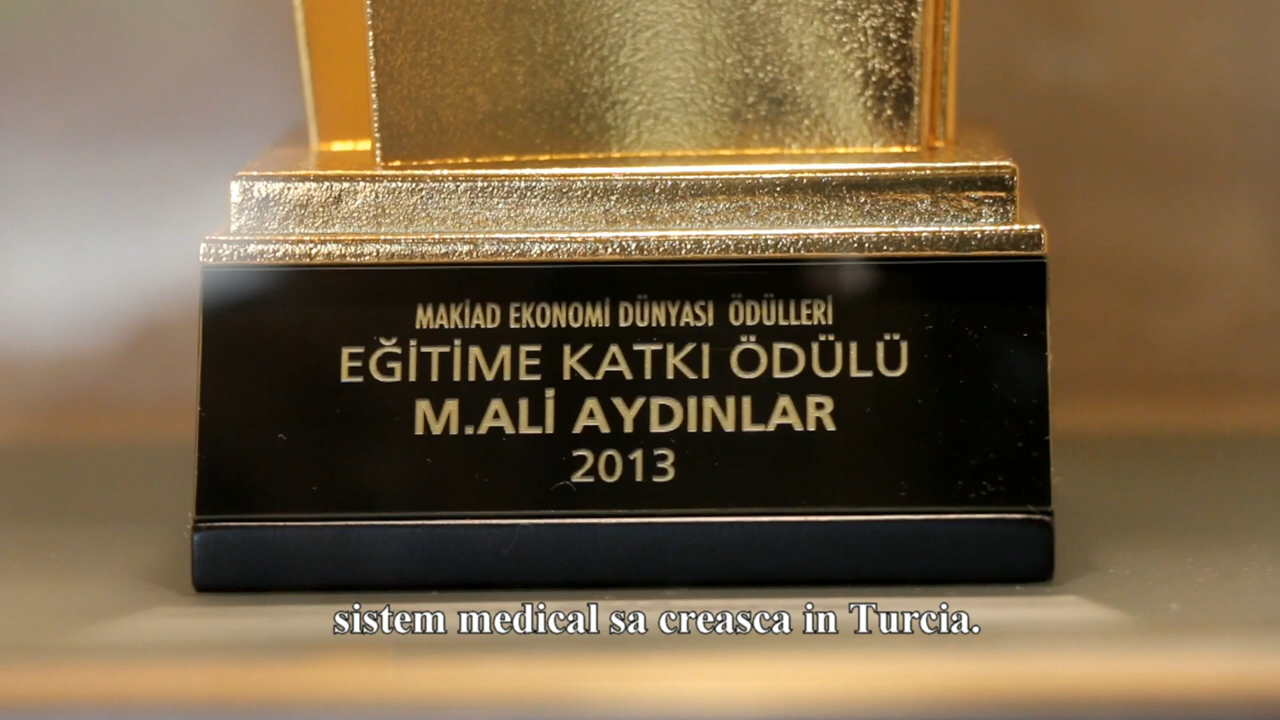 MAKİAD EKONOMİ DÜNYASI ÖDÜLLERİ
EĞİTİME KATKI ÖDÜLÜ
M.ALİ AYDINLAR
2013
sistem medical sa creasca in Turcia.